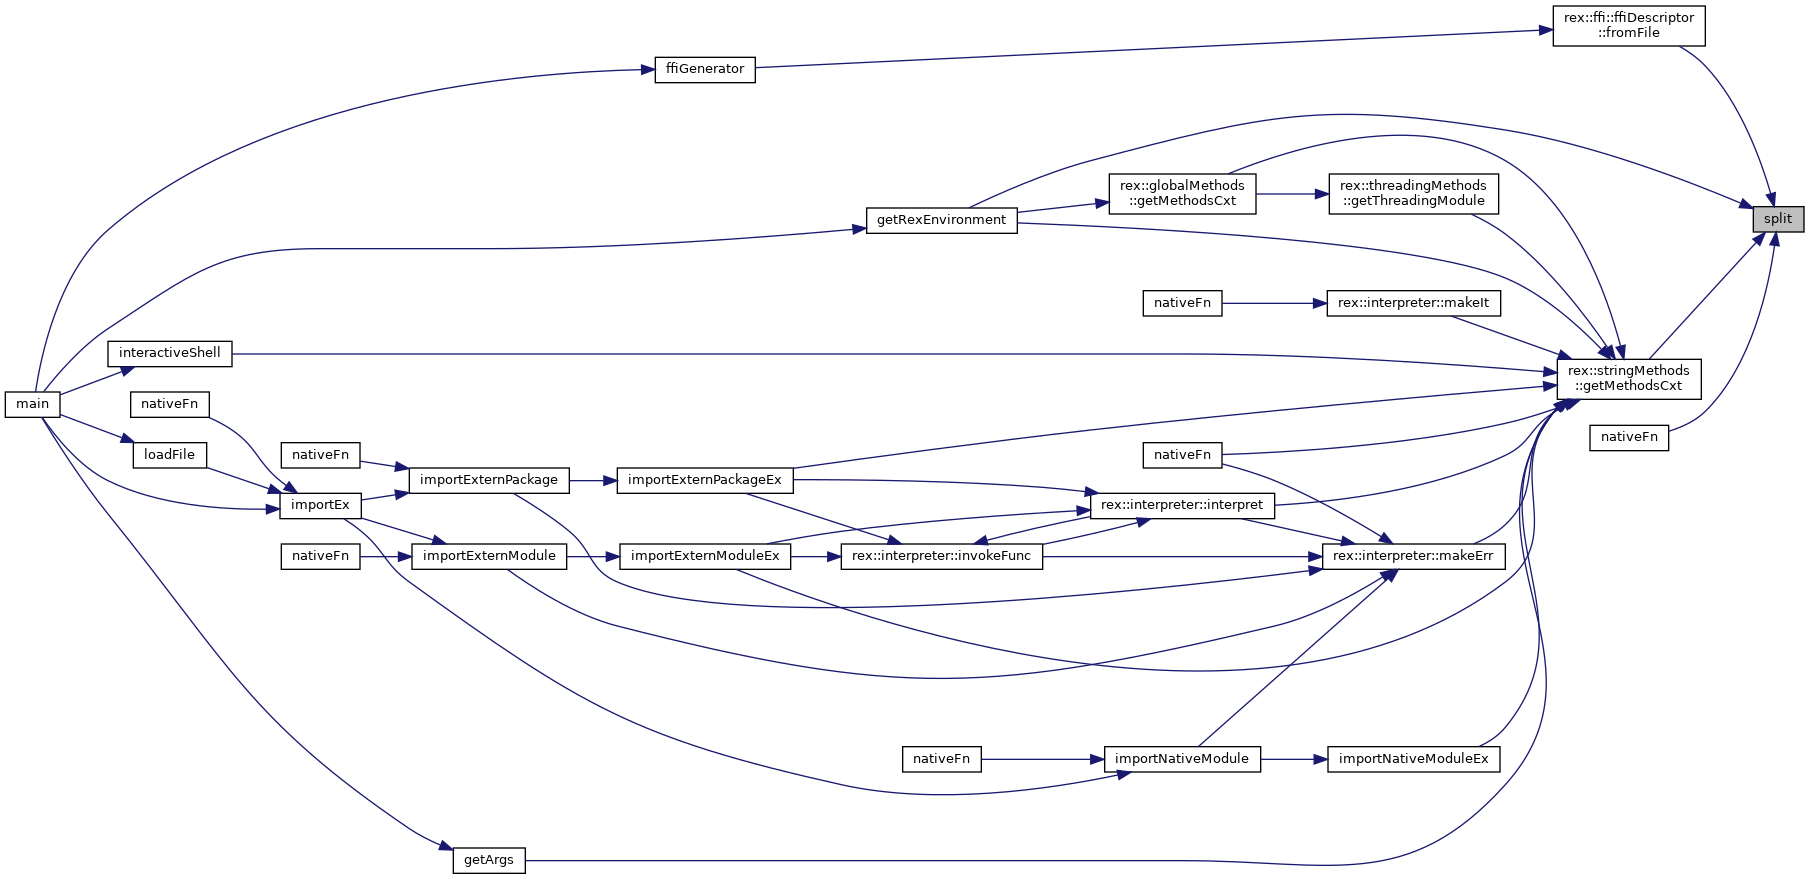 rex::ffi::ffiDescriptor
::fromFile
ffiGenerator
rex::globalMethods
::getMethodsCxt
rex::threadingMethods
::getThreadingModule
getRexEnvironment
split
nativeFn
rex::interpreter::makeIt
interactiveShell
rex::stringMethods
::getMethodsCxt
main
nativeFn
nativeFn
loadFile
nativeFn
nativeFn
importExternPackage
importExternPackageEx
importEx
rex::interpreter::interpret
nativeFn
importExternModule
importExternModuleEx
rex::interpreter::invokeFunc
rex::interpreter::makeErr
nativeFn
importNativeModule
importNativeModuleEx
getArgs